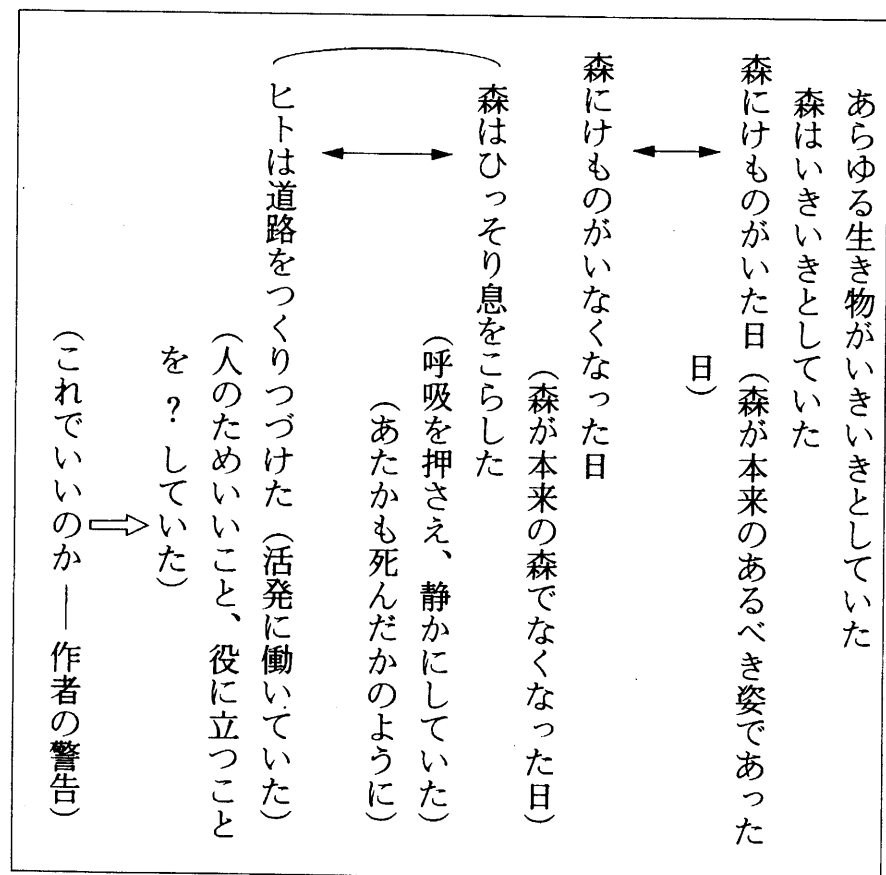 あらゆる生き物がいきいきとしていた
森はいきいきとしていた
森にけものがいた日（森が本来のあるべき姿であった
日）
森にけものがいなくなった日
（森が本来の森でなくなった日）
森はひっそり息をこらした
（呼吸を押さえ、静かにしていた）
（あたかも死んだかのように）
ヒトは道路をつくりつづけた（活発に働いていた）
（人のためいいこと、役に立つこと
を？していた）
（これでいいのか――作者の警告）